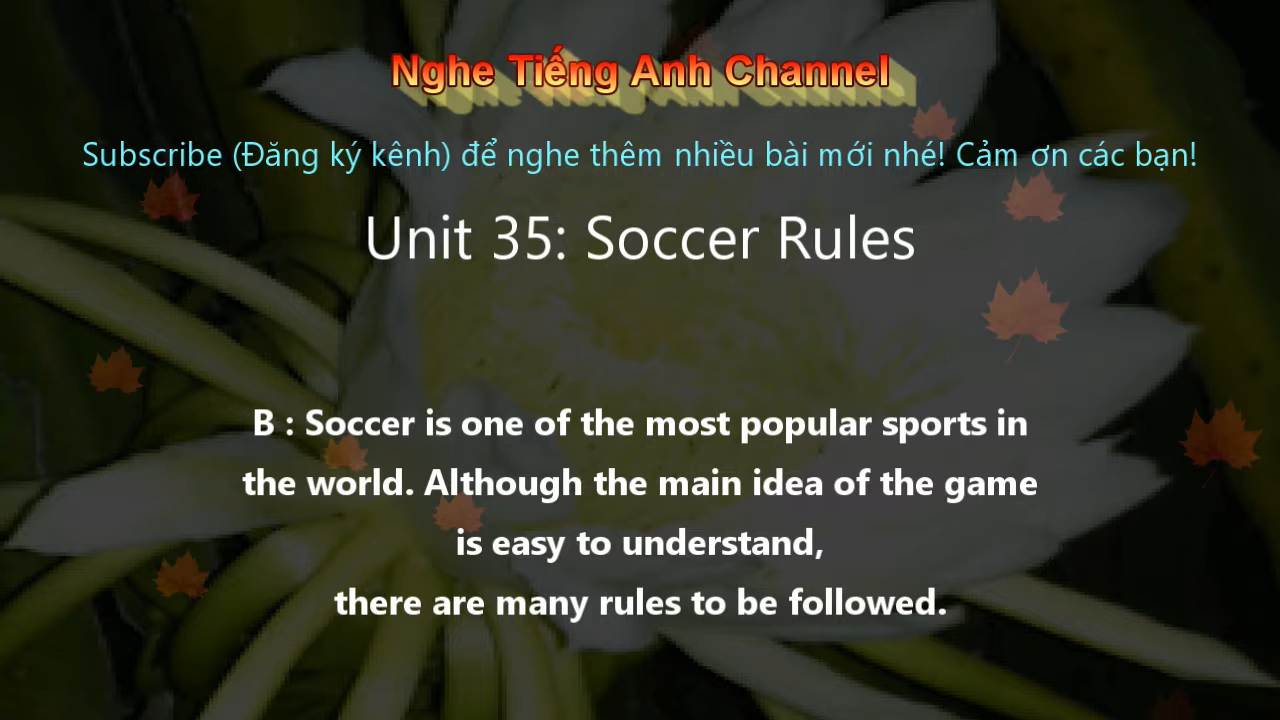 Nghe Tiếng Anh Channel
Subscribe (Đăng ký kênh) để nghe thêm nhiều bài mới nhé! Cảm ơn các bạn!
Unit 35: Soccer Rules
B : Soccer is one of the most popular sports in
the world. Although the main idea of the game
is easy to understand,
there are many rules to be followed.